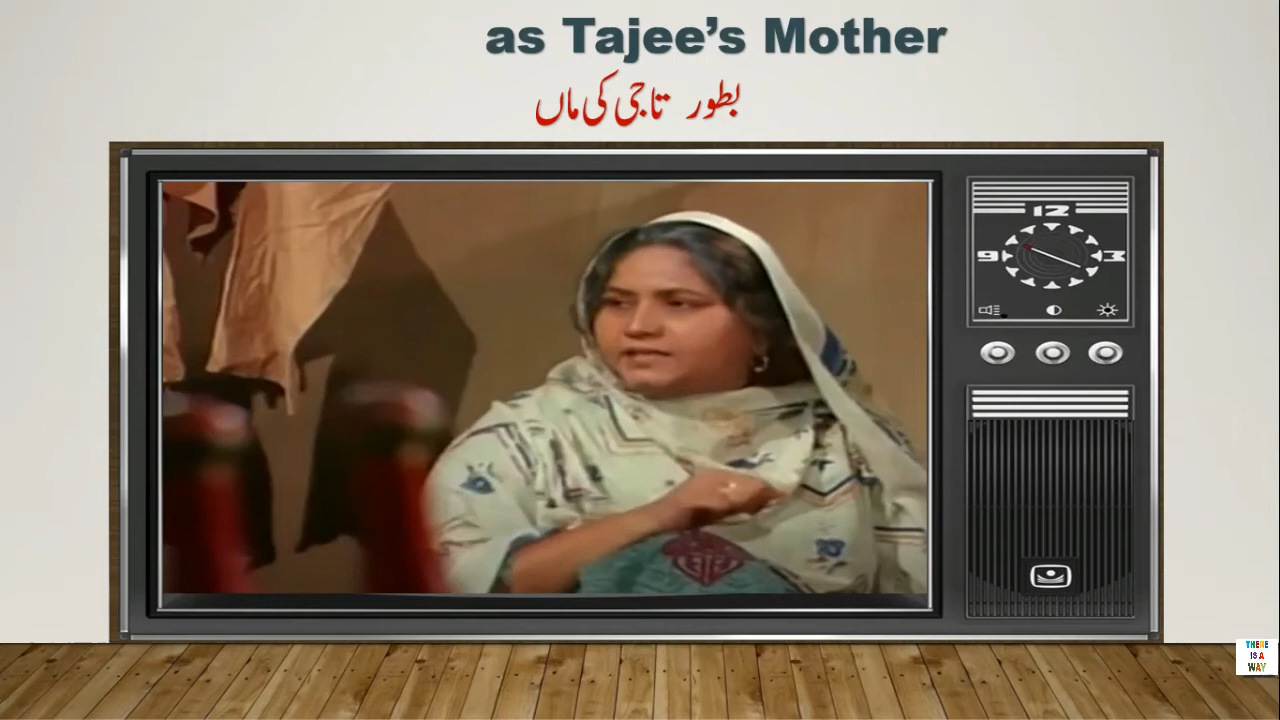 as Tajee's Mother
بطور تاجی کی ماں
12
9 3
THERE
IS A
WAY